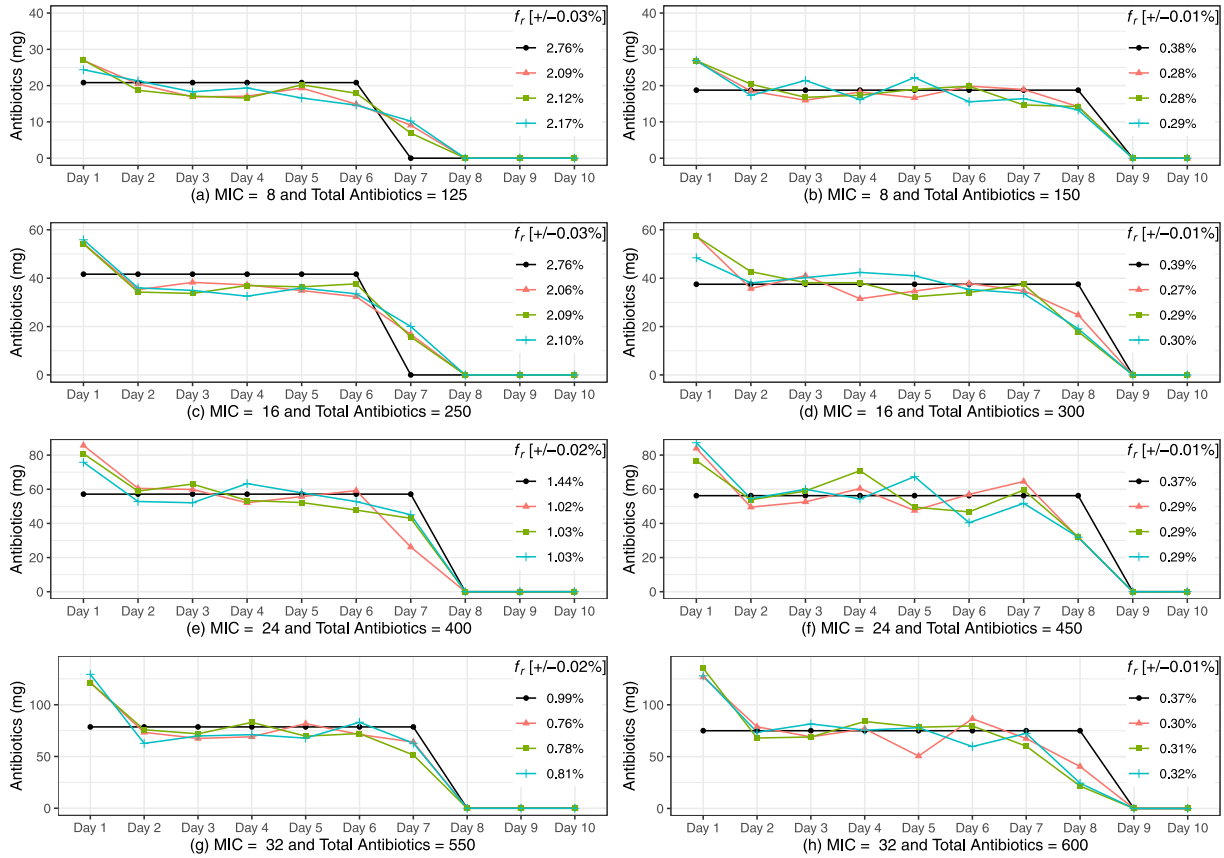 Antibiotics (mg)
40
30
20
10
0
f_r [+/−0.03%]
2.76%
2.09%
2.12%
2.17%
Day 1 Day 2 Day 3 Day 4 Day 5 Day 6 Day 7 Day 8 Day 9 Day 10
(a) MIC = 8 and Total Antibiotics = 125
Antibiotics (mg)
40
30
20
10
0
f_r [+/−0.01%]
0.38%
0.28%
0.28%
0.29%
Day 1 Day 2 Day 3 Day 4 Day 5 Day 6 Day 7 Day 8 Day 9 Day 10
(b) MIC = 8 and Total Antibiotics = 150
Antibiotics (mg)
60
40
20
0
f_r [+/−0.03%]
2.76%
2.06%
2.09%
2.10%
Day 1 Day 2 Day 3 Day 4 Day 5 Day 6 Day 7 Day 8 Day 9 Day 10
(c) MIC = 16 and Total Antibiotics = 250
Antibiotics (mg)
60
40
20
0
f_r [+/−0.01%]
0.39%
0.27%
0.29%
0.30%
Day 1 Day 2 Day 3 Day 4 Day 5 Day 6 Day 7 Day 8 Day 9 Day 10
(d) MIC = 16 and Total Antibiotics = 300
Antibiotics (mg)
80
60
40
20
0
f_r [+/−0.02%]
1.44%
1.02%
1.03%
1.03%
Day 1 Day 2 Day 3 Day 4 Day 5 Day 6 Day 7 Day 8 Day 9 Day 10
(e) MIC = 24 and Total Antibiotics = 400
Antibiotics (mg)
80
60
40
20
0
f_r [+/−0.01%]
0.37%
0.29%
0.29%
0.29%
Day 1 Day 2 Day 3 Day 4 Day 5 Day 6 Day 7 Day 8 Day 9 Day 10
(f) MIC = 24 and Total Antibiotics = 450
Antibiotics (mg)
100
50
0
f_r [+/−0.02%]
0.99%
0.76%
0.78%
0.81%
Day 1 Day 2 Day 3 Day 4 Day 5 Day 6 Day 7 Day 8 Day 9 Day 10
(g) MIC = 32 and Total Antibiotics = 550
Antibiotics (mg)
100
50
0
f_r [+/−0.01%]
0.37%
0.30%
0.31%
0.32%
Day 1 Day 2 Day 3 Day 4 Day 5 Day 6 Day 7 Day 8 Day 9 Day 10
(h) MIC = 32 and Total Antibiotics = 600